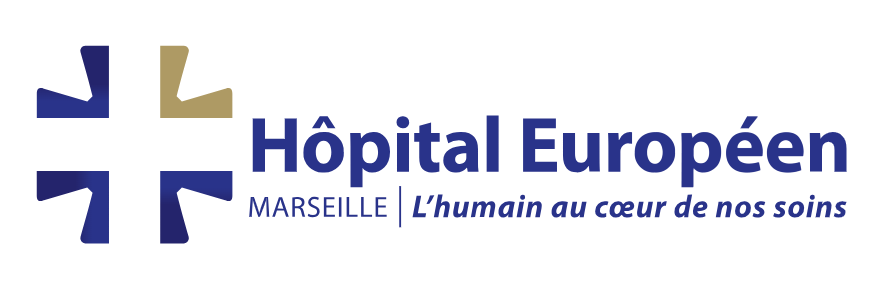 Hôpital Européen
MARSEILLE | L’humain au cœur de nos soins